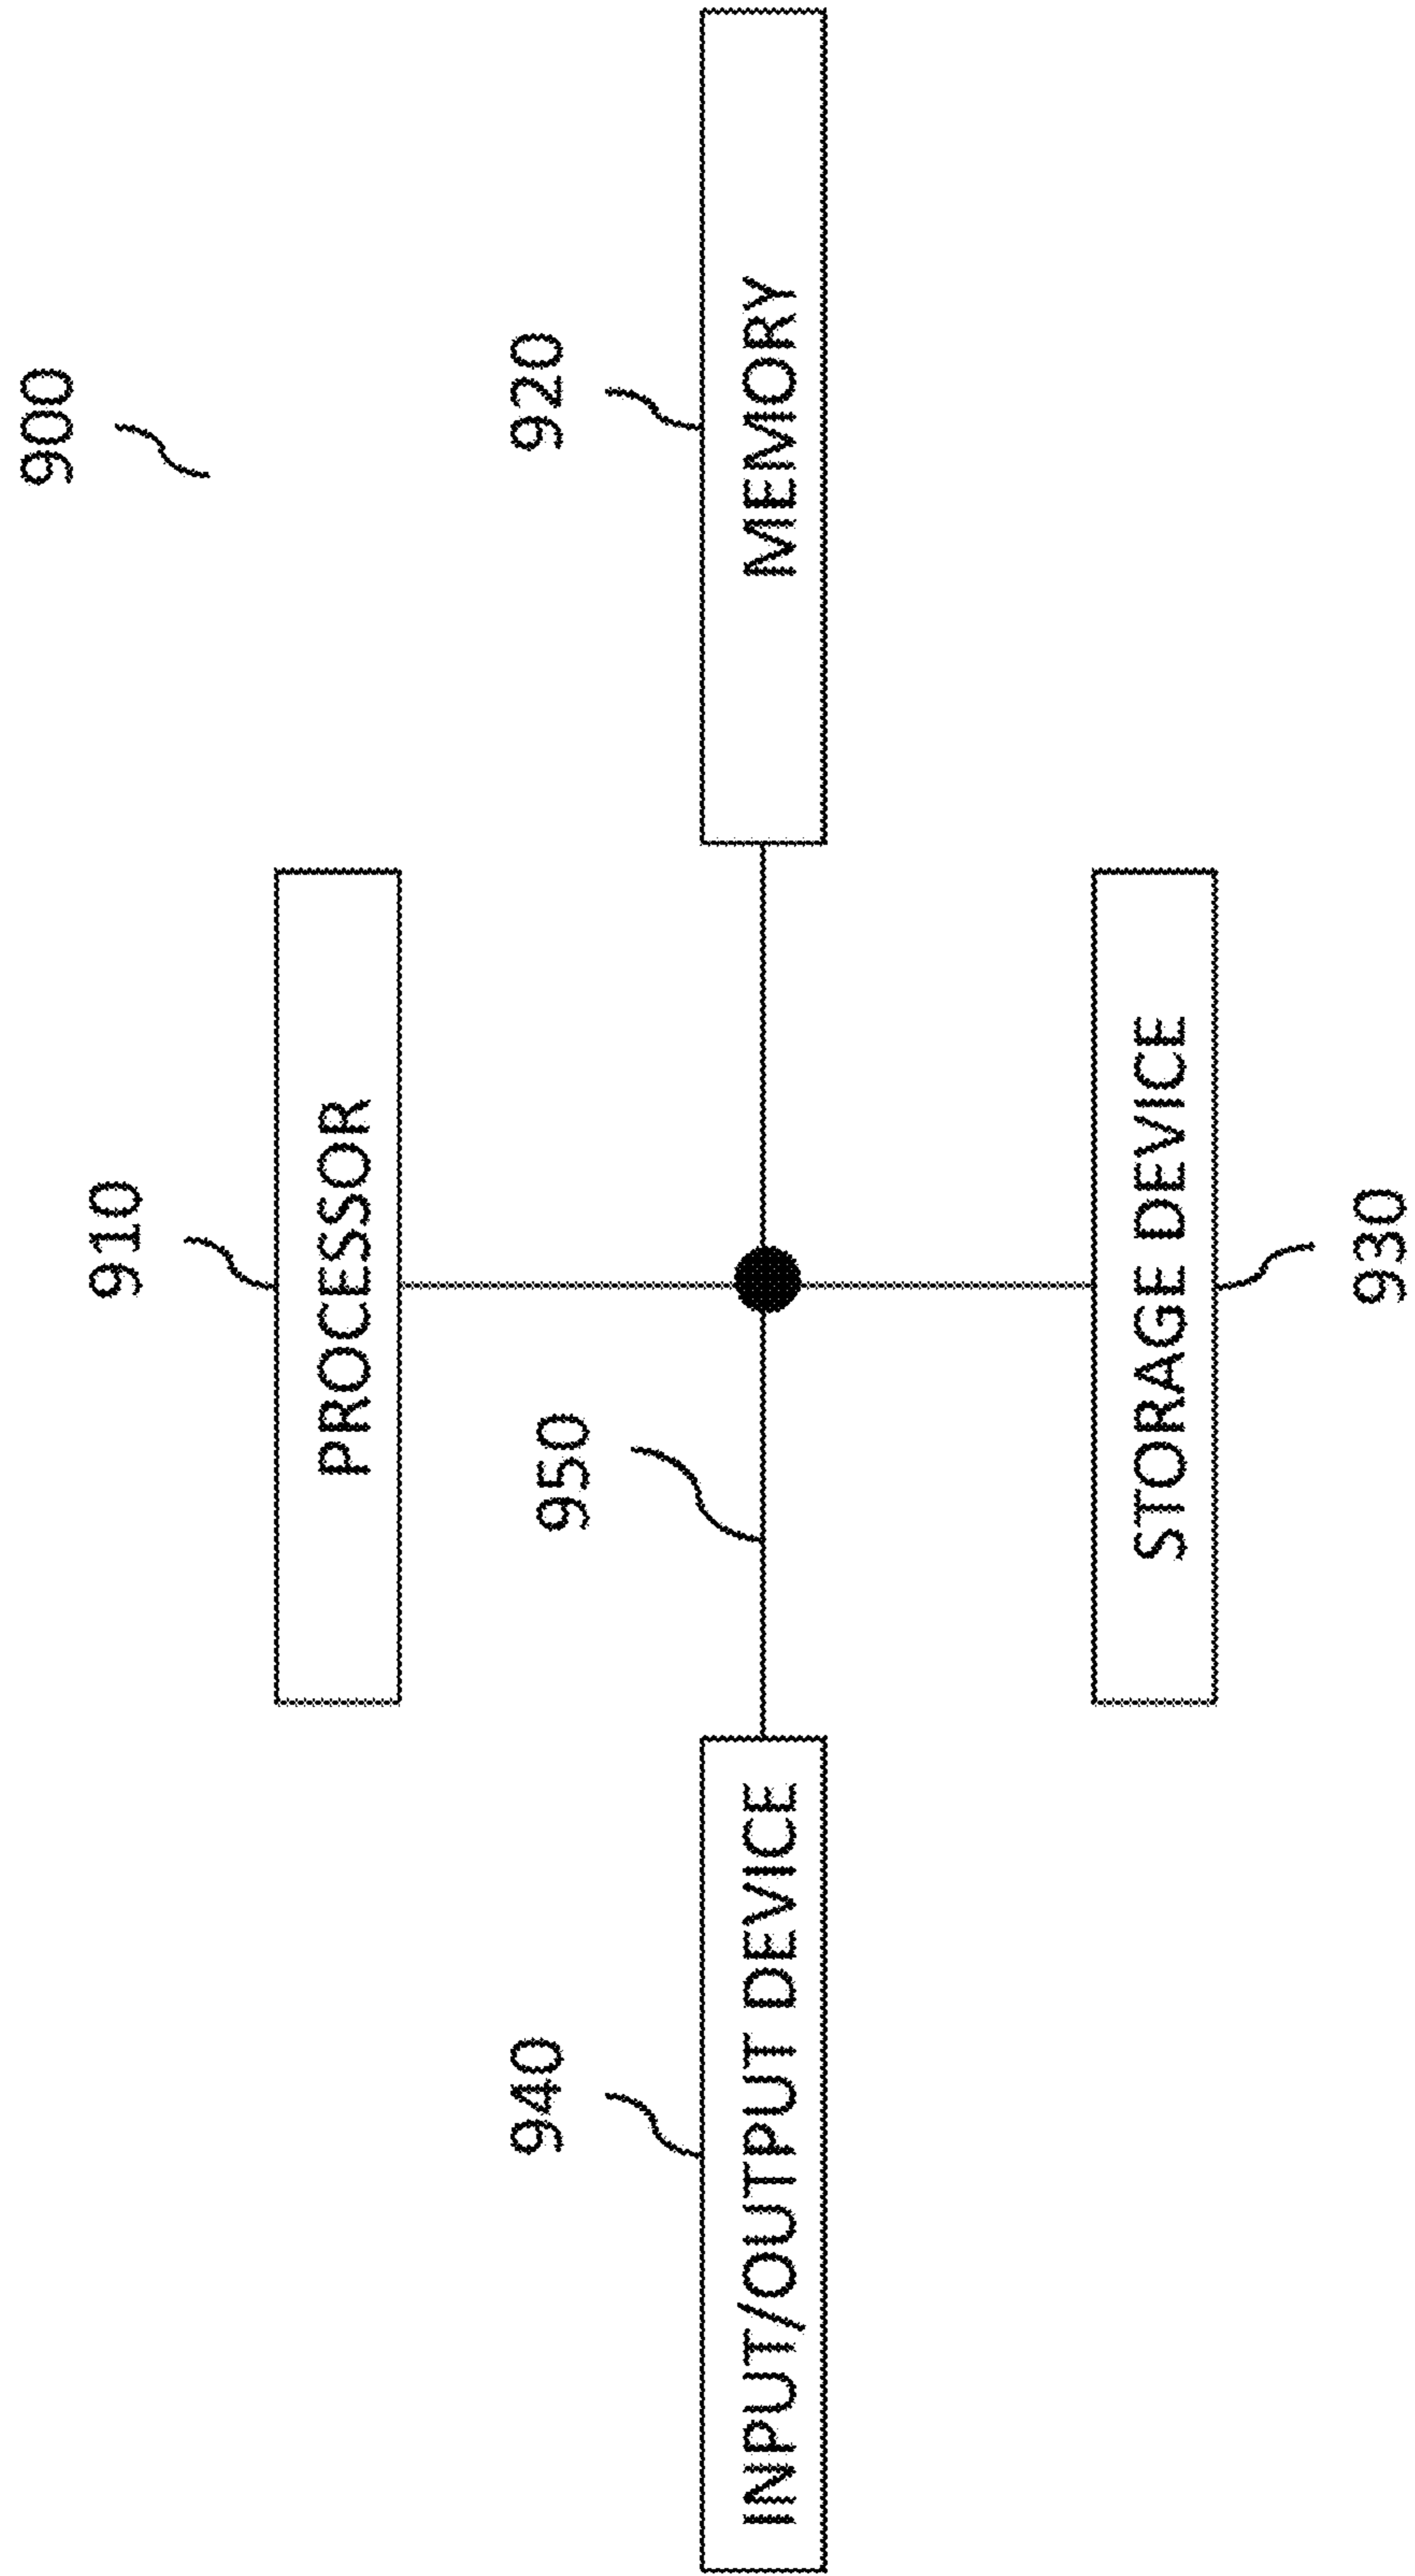 900
910
PROCESSOR
940
950
920
INPUT/OUTPUT DEVICE
MEMORY
STORAGE DEVICE
930